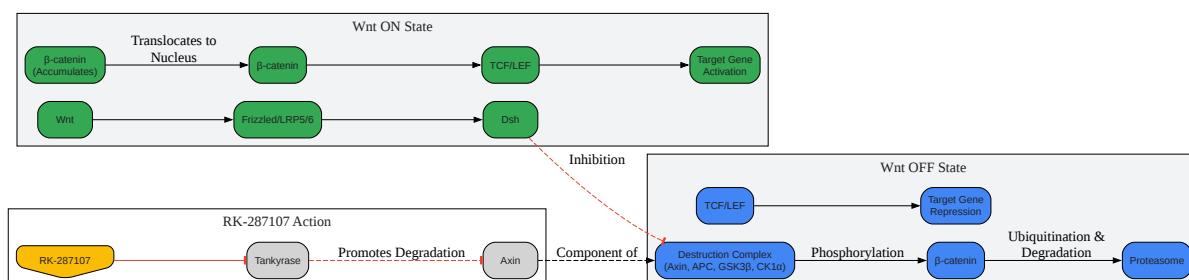 Wnt ON State
β-catenin
(Accumulates)
Translocates to
Nucleus
β-catenin
TCF/LEF
Target Gene
Activation
Wnt
Frizzled/LRP5/6
Dsh
Inhibition
Wnt OFF State
TCF/LEF
Target Gene
Repression
RK-287107 Action
RK-287107
Tankyrase
Promotes Degradation
Axin
Component of
Destruction Complex
(Axin, APC, GSK3β, CK1α)
Phosphorylation
β-catenin
Ubiquitination &
Degradation
Proteasome